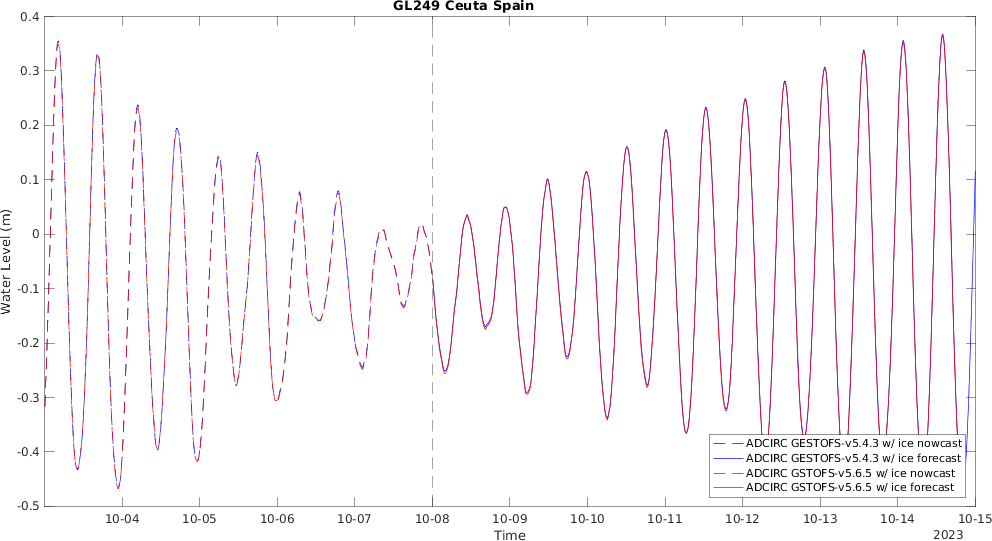 GL249 Ceuta Spain
0.4
0.3
0.2
0.1
0
-0.1
-0.2
-0.3
-0.4
-0.5
Water Level (m)
10-04 10-05 10-06 10-07 10-08 10-09 10-10 10-11 10-12 10-13 10-14 10-15
Time
2023
ADCIRC GESTOFS-v5.4.3 w/ ice nowcast
ADCIRC GESTOFS-v5.4.3 w/ ice forecast
ADCIRC GSTOFS-v5.6.5 w/ ice nowcast
ADCIRC GSTOFS-v5.6.5 w/ ice forecast